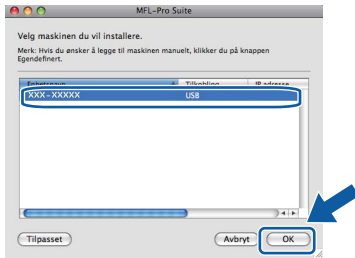 MFL-Pro Suite
Velg maskinen du vil installere.
Merk: Hvis du ønsker å legge til maskinen manuelt, klikker du på knappen
Egendefinert.
Enhetsnavn Tilkobling IP adresse
XXX-XXXXX USB
Tilpasset Avbryt OK